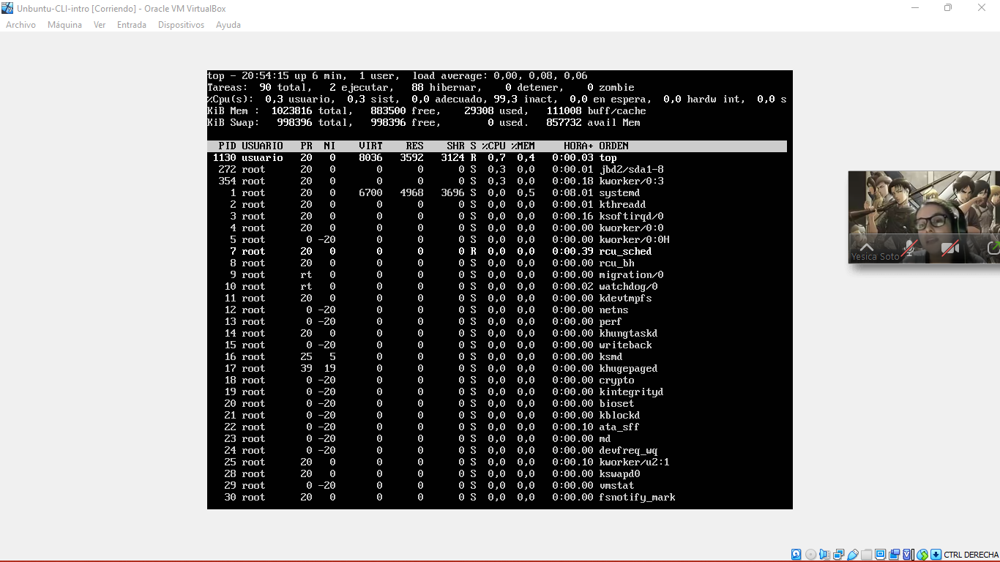 Unbuntu-CLI-intro [Corriendo] - Oracle VM VirtualBox
Archivo Máquina Ver Entrada Dispositivos Ayuda
top - 20:54:15 up 6 min, 1 user, load average: 0,00, 0,08, 0,06
Tareas: 90 total, 2 ejecutar, 88 hibernar, 0 detener, 0 zombie
%Cpu(s): 0,3 usuario, 0,3 sist, 0,0 adecuado, 99,3 inact, 0,0 en espera, 0,0 hardw int, 0,0 s
KiB Mem : 1023816 total, 883500 free, 29308 used, 111008 buff/cache
KiB Swap: 998396 total, 998396 free, 0 used. 857732 avail Mem
PID USUARIO PR NI VIRT RES SHR S %CPU %MEM HORA+ ORDEN
1130 usuario 20 0 8036 3592 3124 R 0,7 0,4 0:00.03 top
272 root 20 0 0 0 0 S 0,3 0,0 0:00.01 jbd2/sda1-8
354 root 20 0 0 0 0 S 0,3 0,0 0:00.18 kworker/0:3
1 root 20 0 6700 4968 3696 S 0,0 0,5 0:08.01 systemd
2 root 20 0 0 0 0 S 0,0 0,0 0:00.01 kthreadd
3 root 20 0 0 0 0 S 0,0 0,0 0:00.16 ksoftirqd/0
4 root 20 0 0 0 0 S 0,0 0,0 0:00.00 kworker/0:0
5 root 0 -20 0 0 0 S 0,0 0,0 0:00.00 kworker/0:0H
7 root 20 0 0 0 0 R 0,0 0,0 0:00.39 rcu_sched
8 root 20 0 0 0 0 S 0,0 0,0 0:00.00 rcu_bh
9 root rt 0 0 0 0 S 0,0 0,0 0:00.00 migration/0
10 root rt 0 0 0 0 S 0,0 0,0 0:00.02 watchdog/0
11 root 20 0 0 0 0 S 0,0 0,0 0:00.00 kdevtmpfs
12 root 0 -20 0 0 0 S 0,0 0,0 0:00.00 netns
13 root 0 -20 0 0 0 S 0,0 0,0 0:00.00 perf
14 root 20 0 0 0 0 S 0,0 0,0 0:00.00 khungtaskd
15 root 0 -20 0 0 0 S 0,0 0,0 0:00.00 writeback
16 root 25 5 0 0 0 S 0,0 0,0 0:00.00 ksmd
17 root 39 19 0 0 0 S 0,0 0,0 0:00.00 khugepaged
18 root 0 -20 0 0 0 S 0,0 0,0 0:00.00 crypto
19 root 0 -20 0 0 0 S 0,0 0,0 0:00.00 kintegrityd
20 root 0 -20 0 0 0 S 0,0 0,0 0:00.00 bioset
21 root 0 -20 0 0 0 S 0,0 0,0 0:00.00 kblockd
22 root 0 -20 0 0 0 S 0,0 0,0 0:00.10 ata_sff
23 root 0 -20 0 0 0 S 0,0 0,0 0:00.00 md
24 root 0 -20 0 0 0 S 0,0 0,0 0:00.00 devfreq_wq
25 root 20 0 0 0 0 S 0,0 0,0 0:00.10 kworker/u2:1
28 root 20 0 0 0 0 S 0,0 0,0 0:00.00 kswapd0
29 root 0 -20 0 0 0 S 0,0 0,0 0:00.00 vmstat
30 root 20 0 0 0 0 S 0,0 0,0 0:00.00 fsnotify_mark
Yesica Soto
CTRL DERECHA